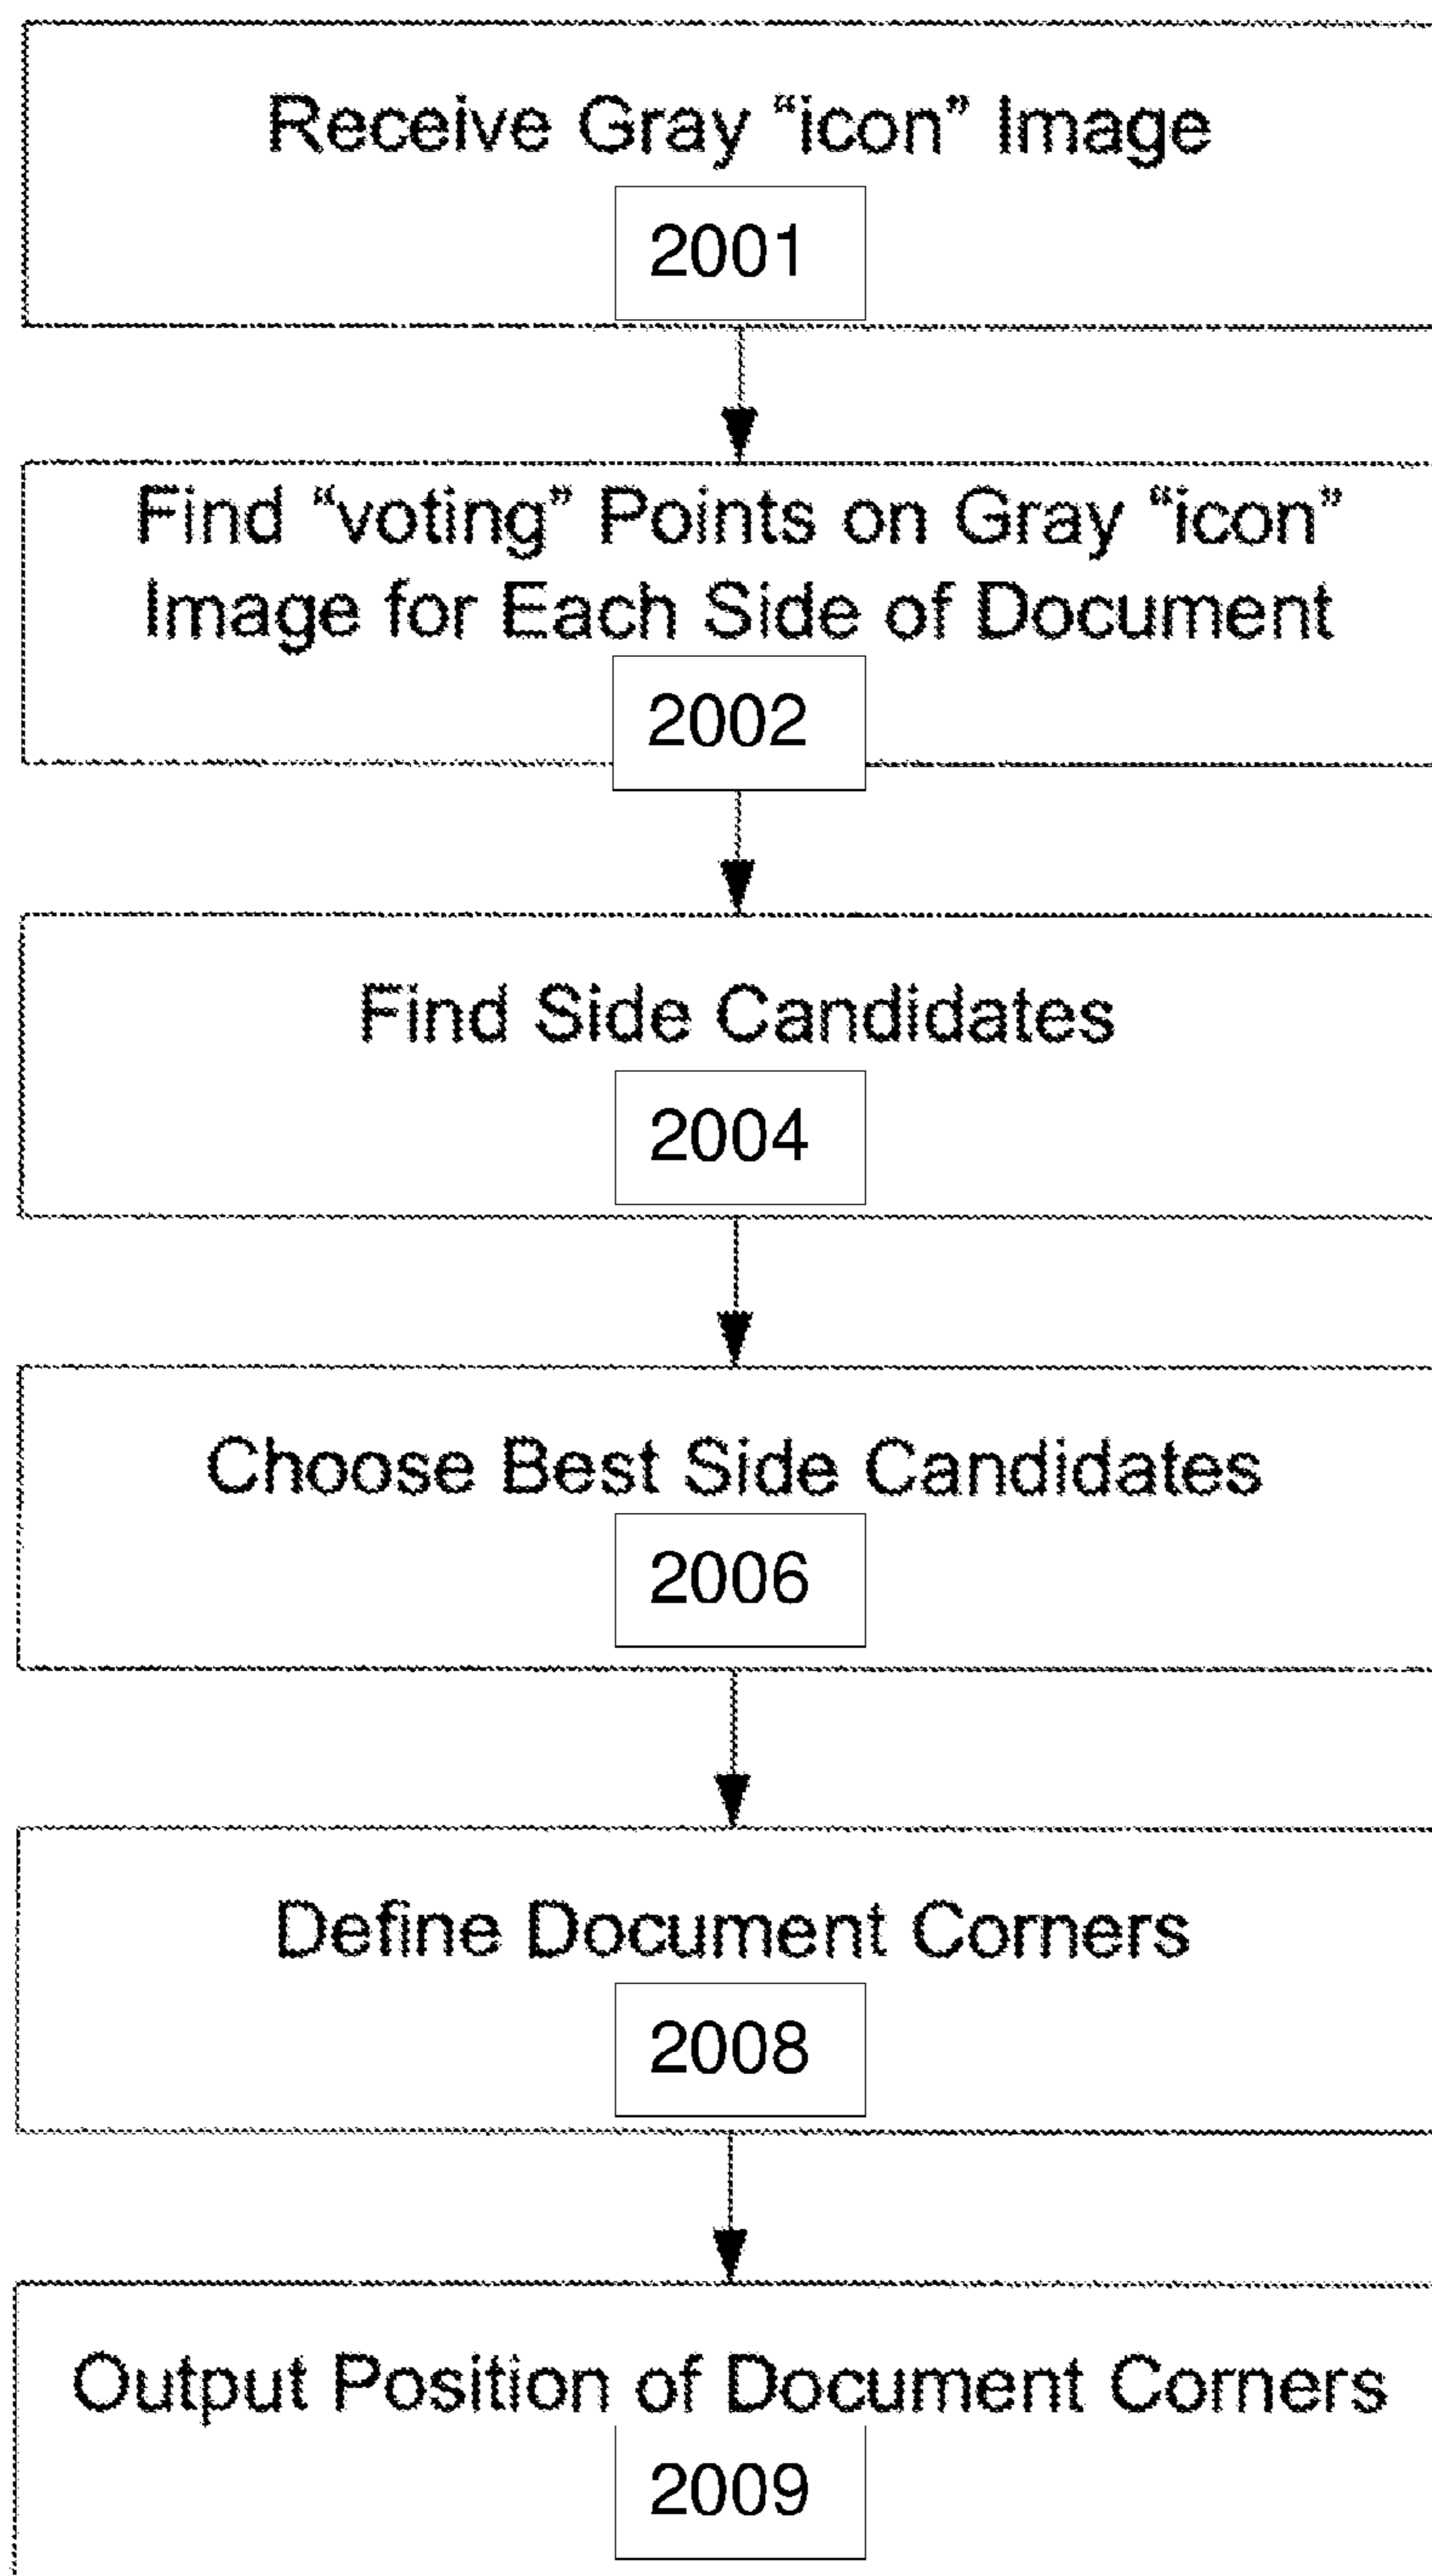 Receive Gray “icon” Image
2001
Find “voting” Points on Gray “icon”
Image for Each Side of Document
2002
Find Side Candidates
2004
Choose Best Side Candidates
2006
Define Document Corners
2008
Output Position of Document Corners
2009